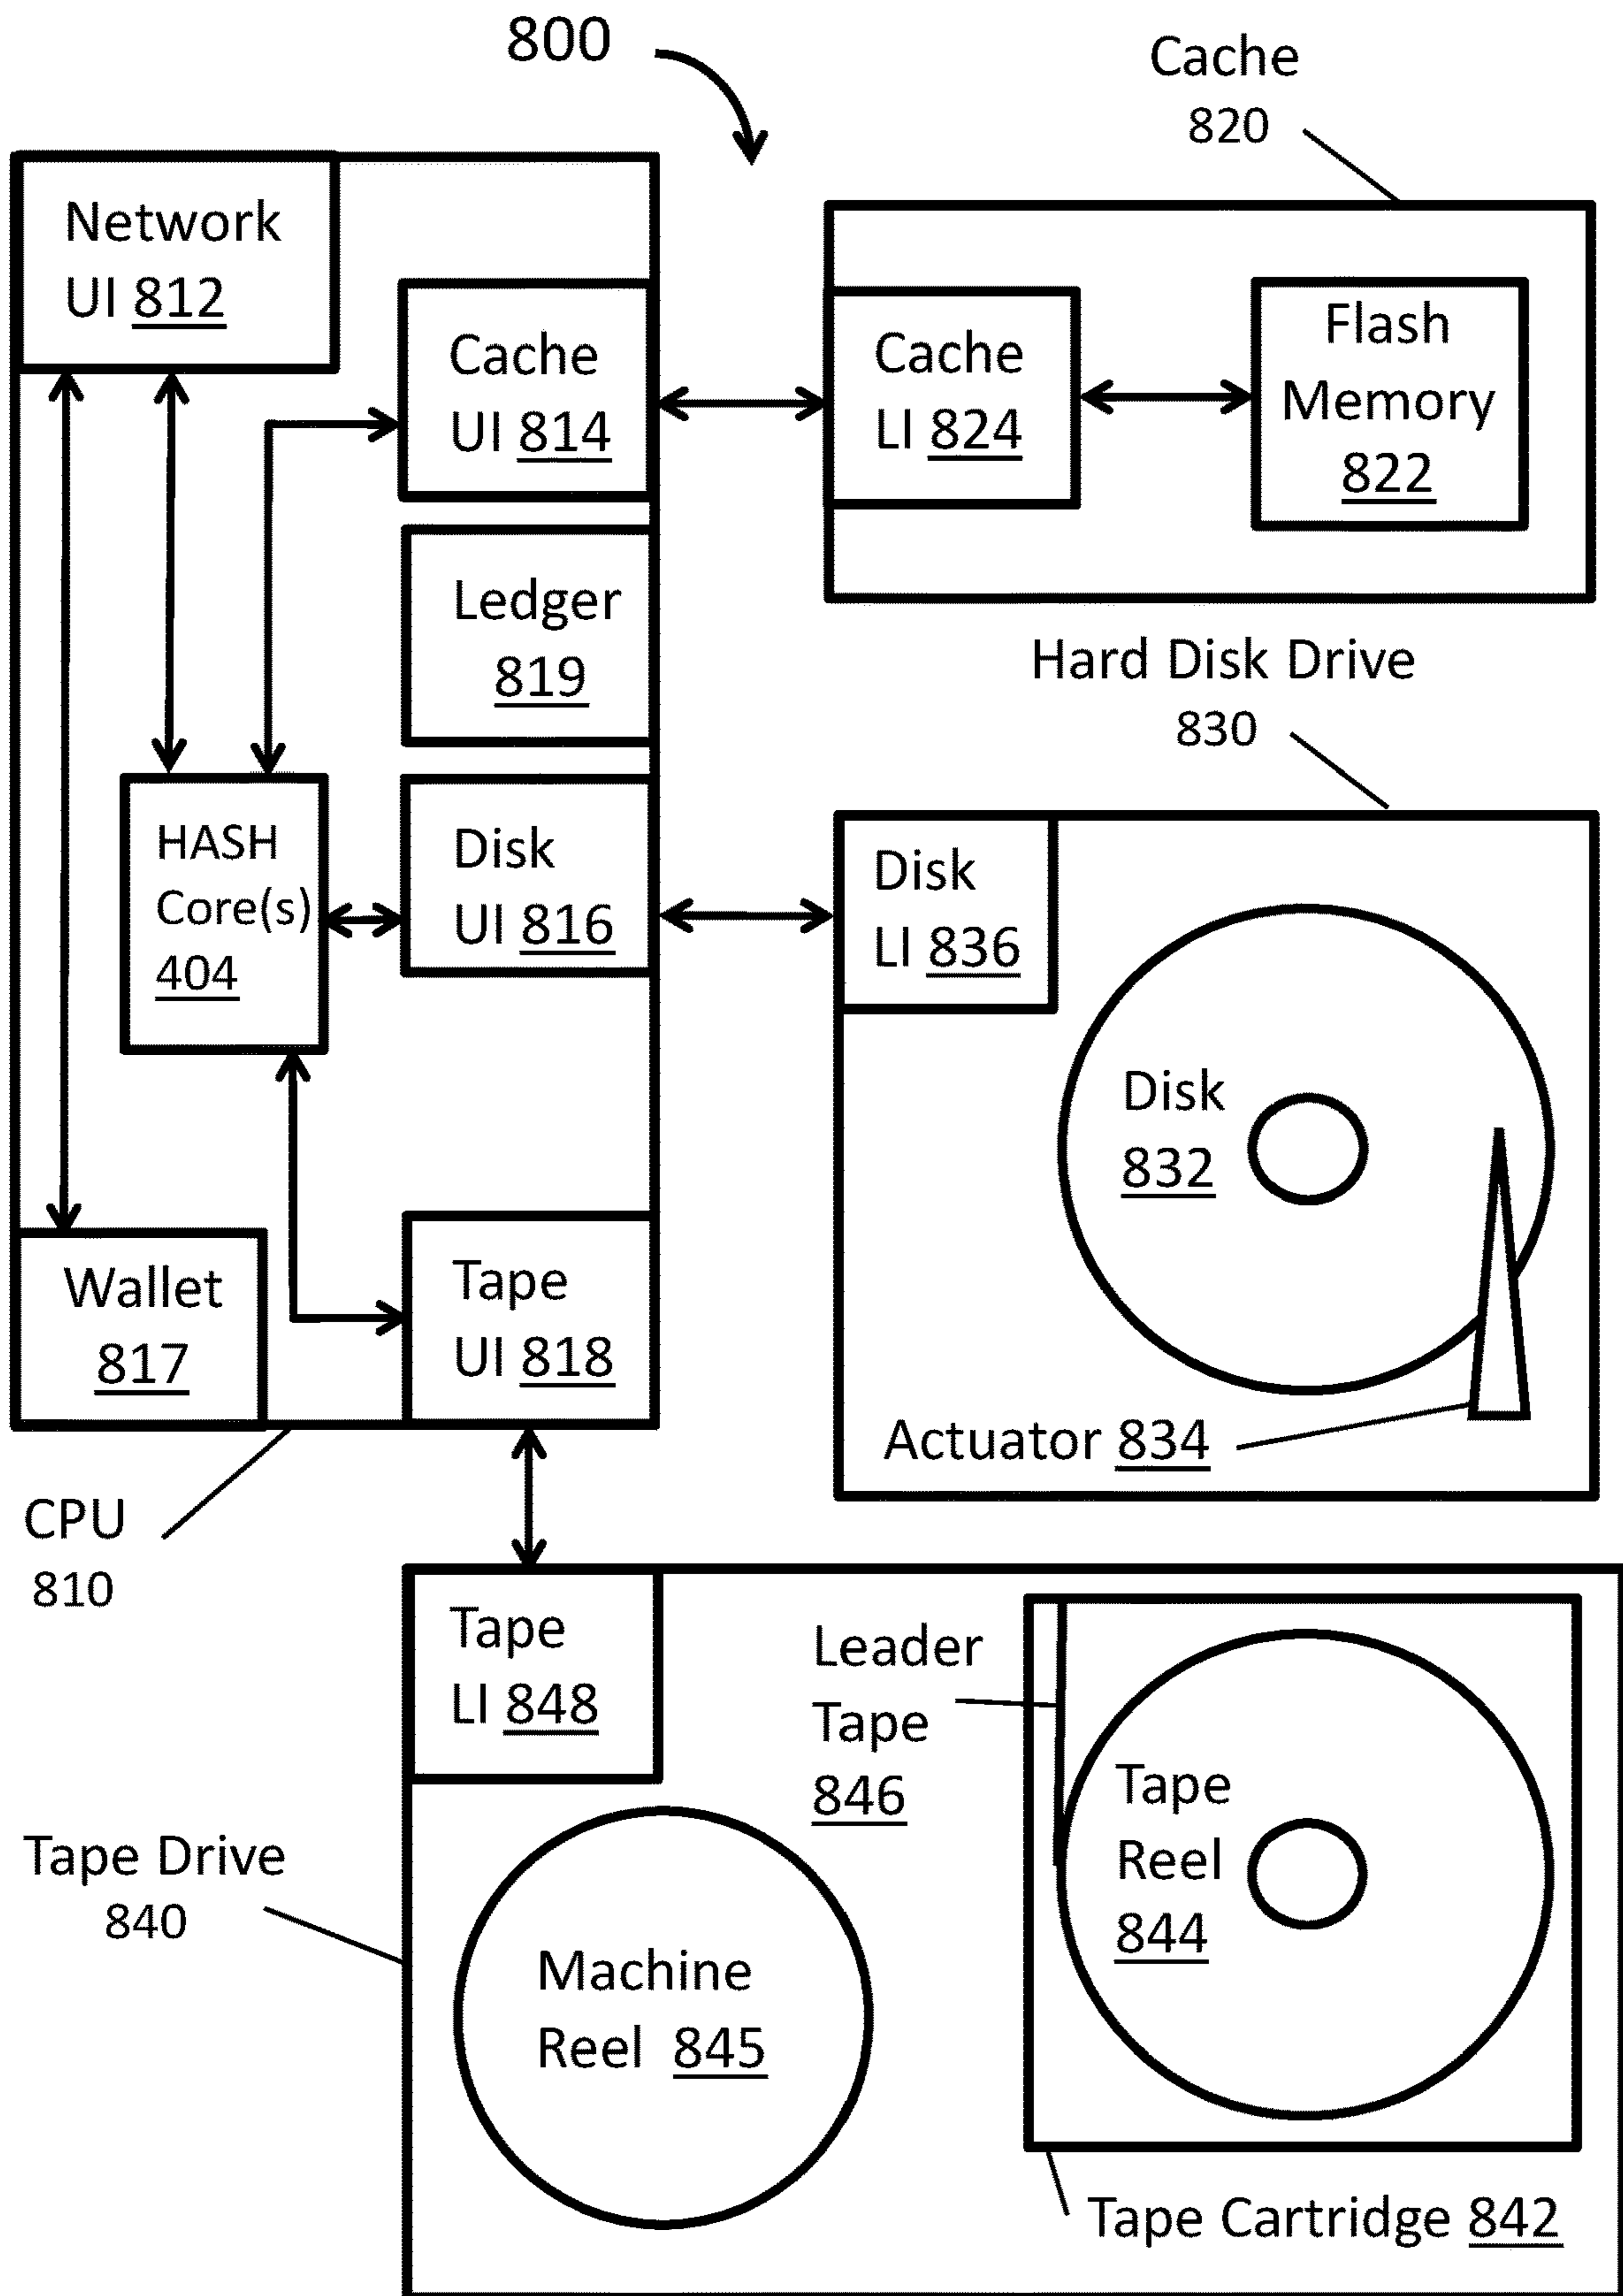 800
Cache
820
Network
UI 812
Cache
UI 814
Cache
LI 824
Flash
Memory
822
Ledger
819
Hard Disk Drive
830
HASH
Core(s)
404
Disk
UI 816
Disk
LI 836
Disk
832
Wallet
817
Tape
UI 818
Actuator 834
CPU
810
Tape
LI 848
Leader
Tape
846
Tape
Reel
844
Tape Drive
840
Machine
Reel 845
Tape Cartridge 842